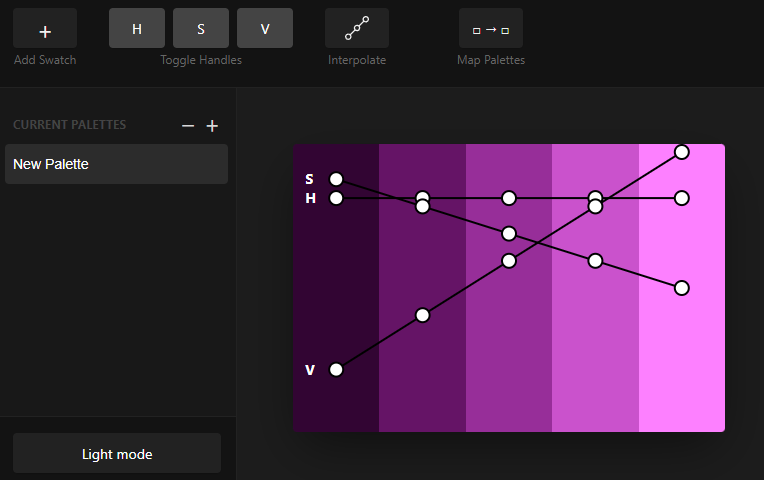 +
H S V
Add Swatch Toggle Handles Interpolate Map Palettes
CURRENT PALETTES − +
New Palette
S
H
V
Light mode